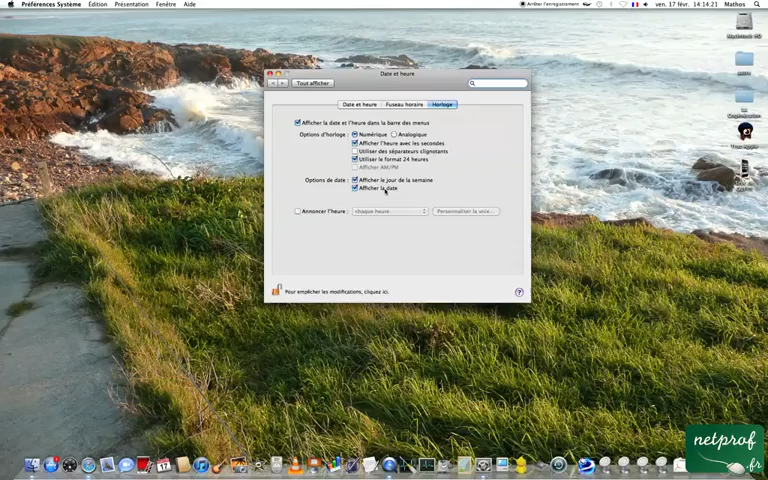 Préférences Système Édition Présentation Fenêtre Aide
Arrêter l'enregistrement ven. 17 févr. 14:14:21 Mathos
Macintosh HD
Date et heure
Tout afficher
Date et heure Fuseau horaire Horloge
Afficher la date et l'heure dans la barre des menus
Options d'horloge : Numérique Analogique
Afficher l'heure avec les secondes
Utiliser des séparateurs clignotants
Utiliser le format 24 heures
Afficher AM/PM
Options de date : Afficher le jour de la semaine
Afficher la date
Annoncer l'heure : chaque heure Personnaliser la voix...
Pour empêcher les modifications, cliquez ici.
?
17
netprof
.fr